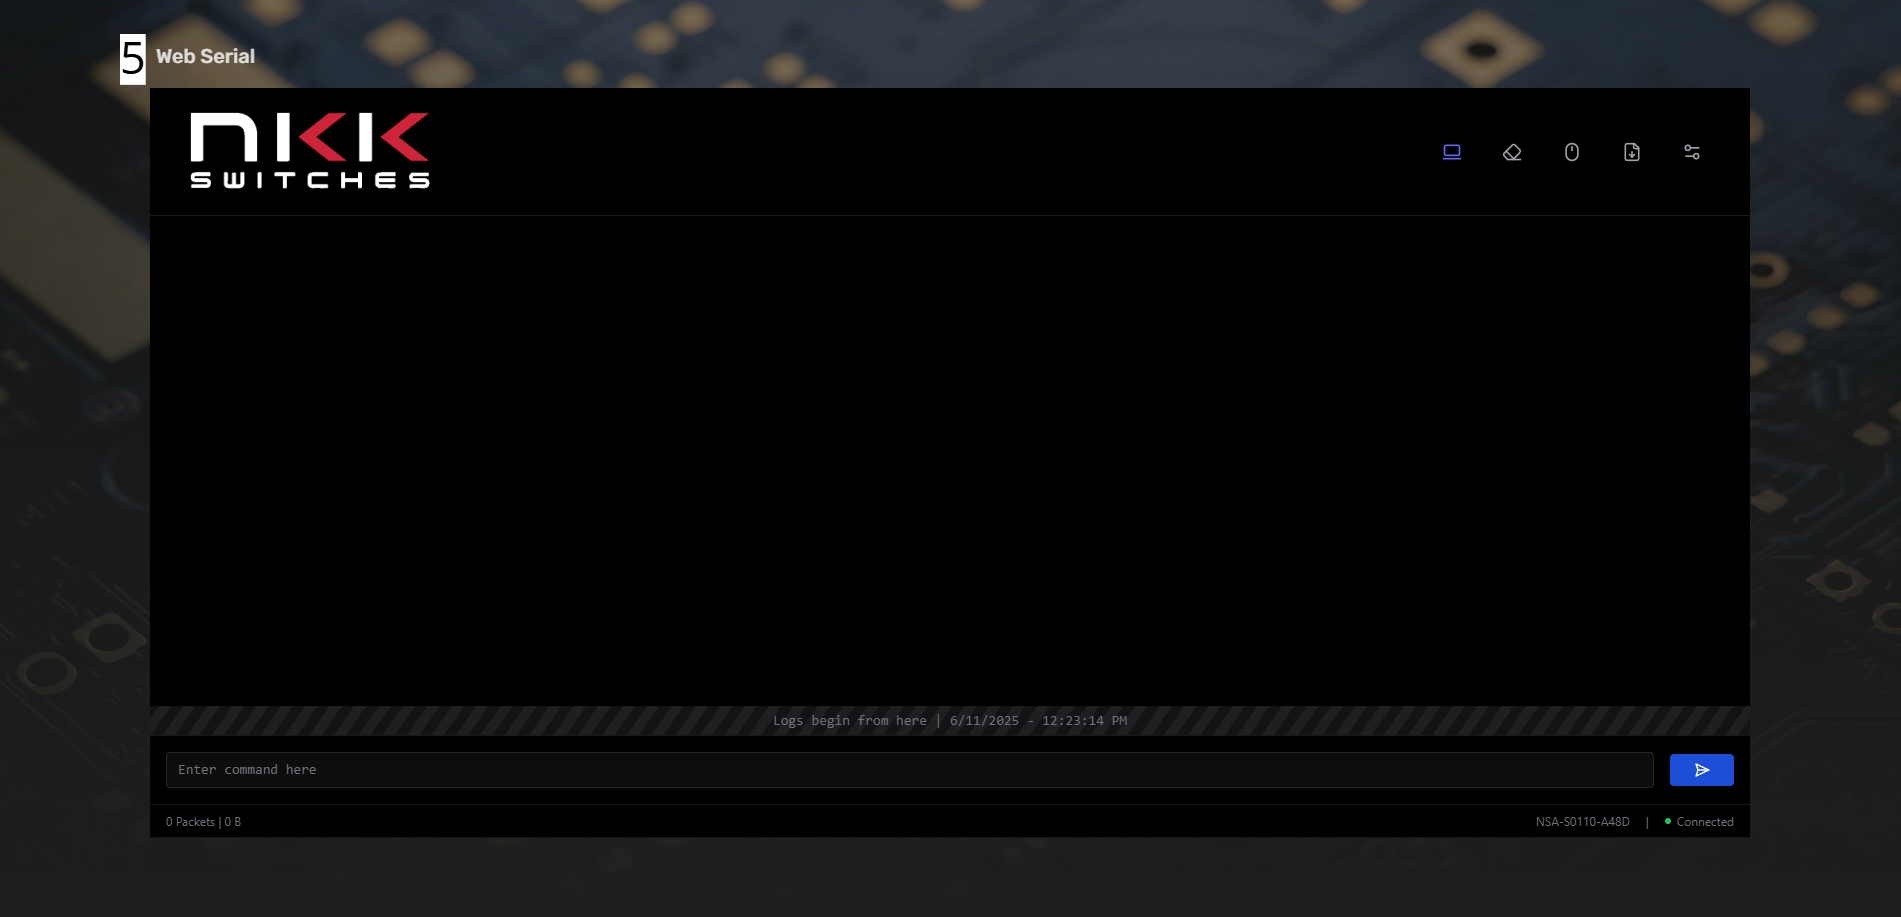 5 Web Serial
NKK
SWITCHES
Logs begin from here | 6/11/2025 - 12:23:14 PM
Enter command here
0 Packets | 0 B
NSA-S0110-A48D | Connected